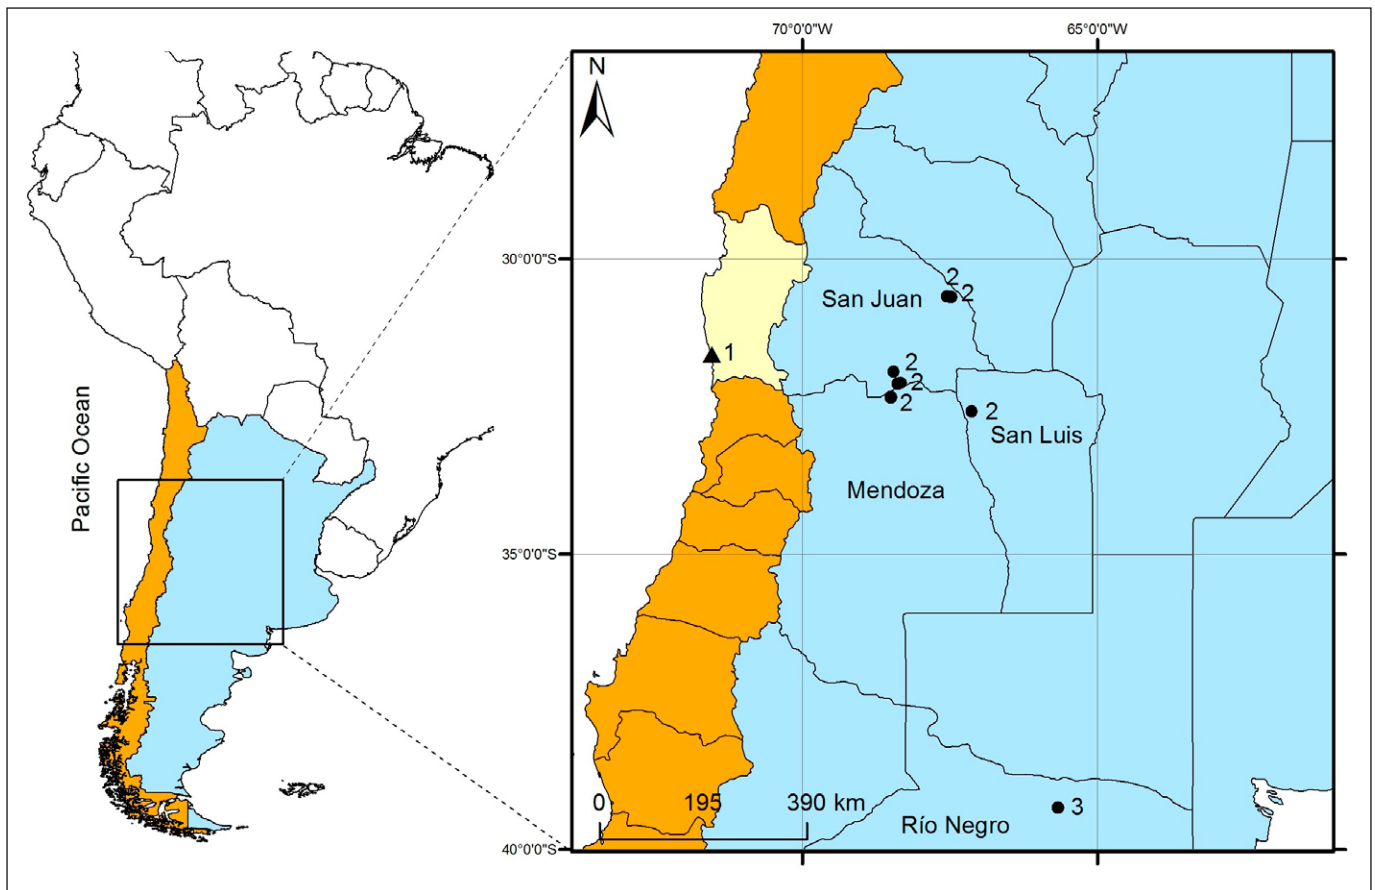 70°0'0"W 65°0'0"W
N
30°0'0"S
2
2
San Juan
1
2
2
2
2
San Luis
Pacific Ocean
Mendoza
35°0'0"S
0 195 390 km
3
Río Negro
40°0'0"S